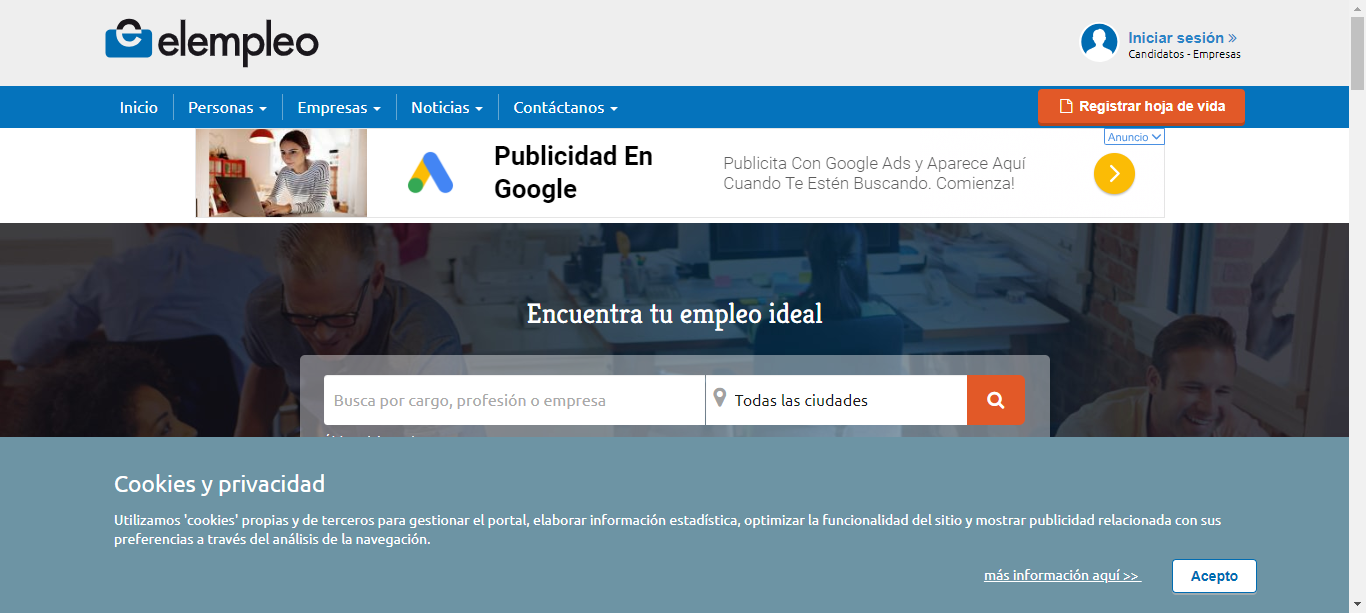 elempleo
Iniciar sesión »
Candidatos - Empresas
Inicio
Personas
Empresas
Noticias
Contáctanos
Registrar hoja de vida
Anuncio
Publicidad En
Google
Publicita Con Google Ads y Aparece Aquí
Cuando Te Estén Buscando. Comienza!
Encuentra tu empleo ideal
Busca por cargo, profesión o empresa
Todas las ciudades
Cookies y privacidad
Utilizamos 'cookies' propias y de terceros para gestionar el portal, elaborar información estadística, optimizar la funcionalidad del sitio y mostrar publicidad relacionada con sus
preferencias a través del análisis de la navegación.
más información aquí >>
Acepto